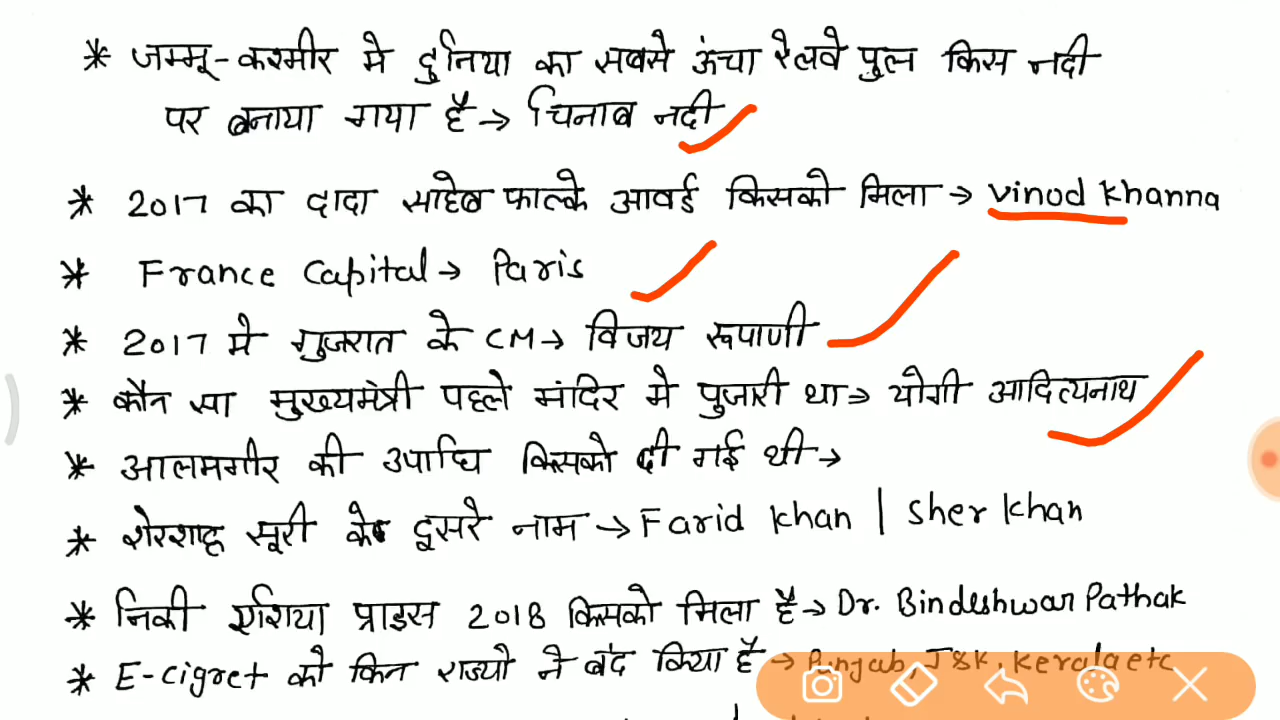 * जम्मू-कश्मीर मे दुनिया का सबसे ऊंचा रेलवे पुल किस नदी
पर बनाया गया है → चिनाब नदी
* 2017 का दादा साहेब फाल्के आवर्ड किसको मिला → Vinod Khanna
* France Capital → Paris
* 2017 मे गुजरात के CM → विजय रूपाणी
* कौन सा मुख्यमंत्री पहले मंदिर मे पुजारी था → योगी आदित्यनाथ
* आलमगीर की उपाधि किसको दी गई थी →
* शेरशाह सूरी के दूसरे नाम → Farid Khan | Sher Khan
* निकी एशिया प्राइस 2018 किसको मिला है → Dr. Bindeshwar Pathak
* E-cigret को किन राज्यो ने बंद किया है → Punjab, J&K, Kerala etc